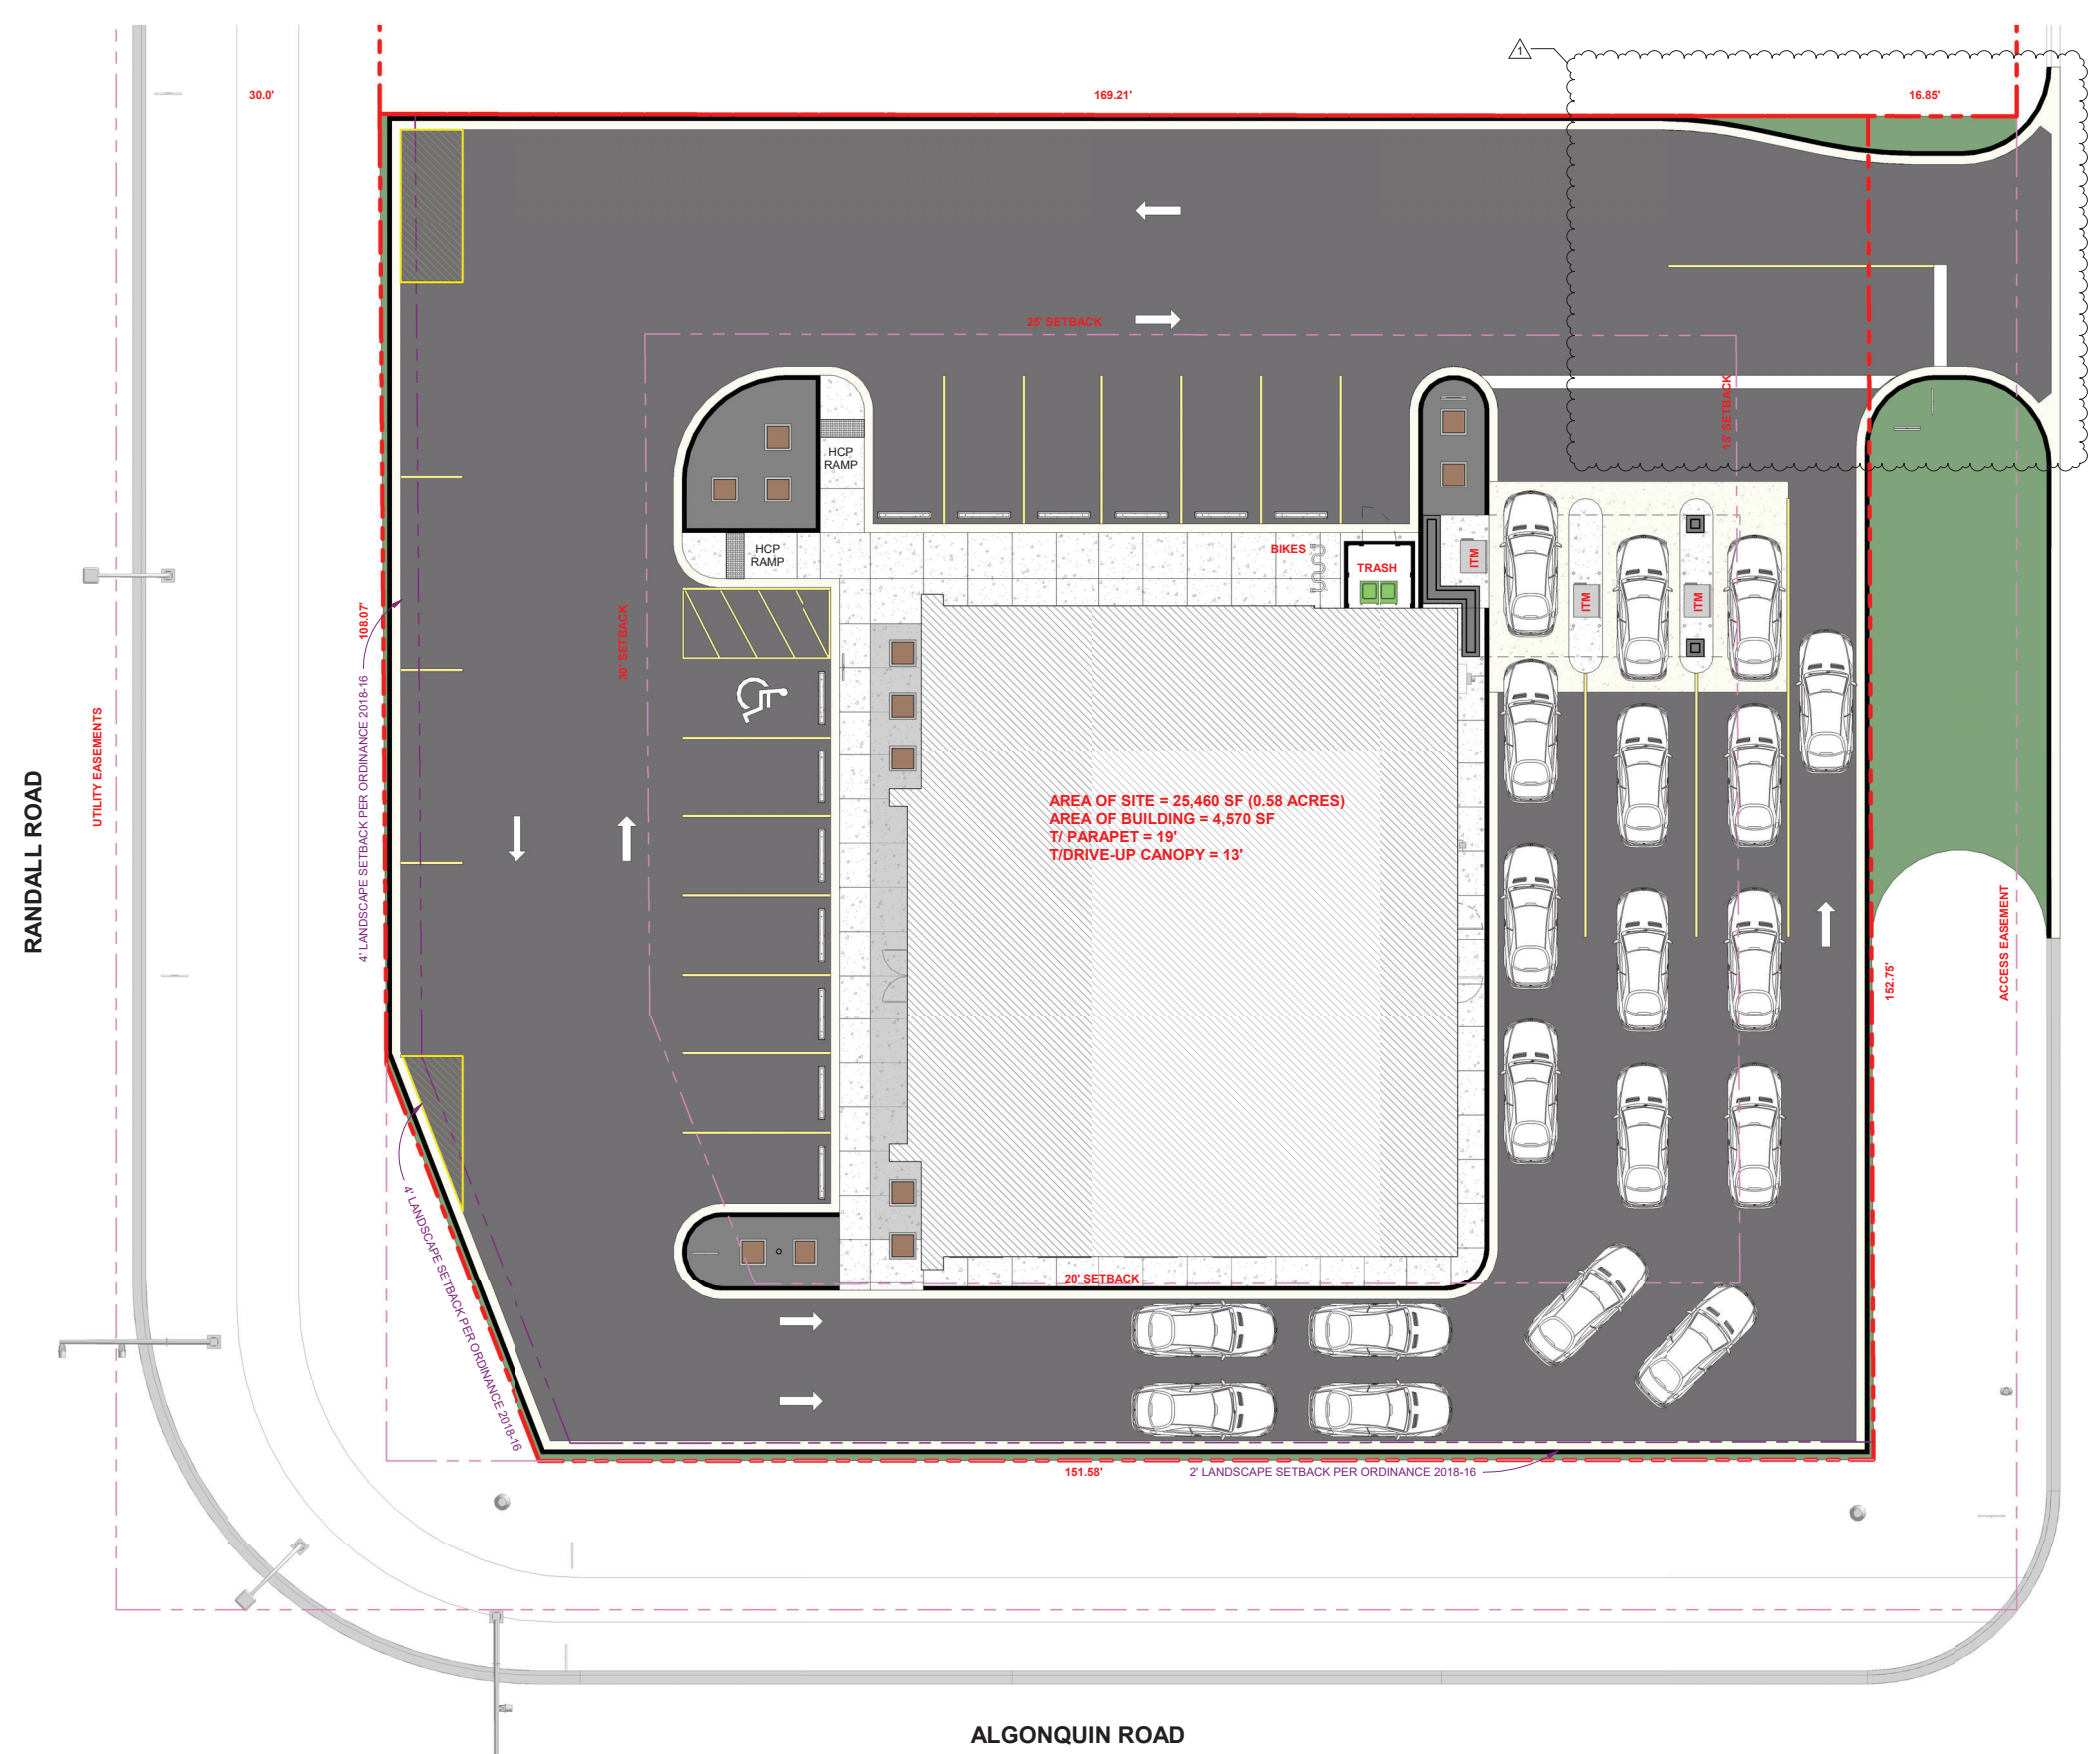 1
30.0'
169.21'
16.85'
25' SETBACK
15' SETBACK
HCP
RAMP
HCP
RAMP
BIKES
TRASH
ITM
ITM
ITM
108.07'
30' SETBACK
4' LANDSCAPE SETBACK PER ORDINANCE 2018-16
UTILITY EASEMENTS
RANDALL ROAD
AREA OF SITE = 25,460 SF (0.58 ACRES)
AREA OF BUILDING = 4,570 SF
T/ PARAPET = 19'
T/DRIVE-UP CANOPY = 13'
152.75'
ACCESS EASEMENT
4' LANDSCAPE SETBACK PER ORDINANCE 2018-16
20' SETBACK
151.58'
2' LANDSCAPE SETBACK PER ORDINANCE 2018-16
ALGONQUIN ROAD